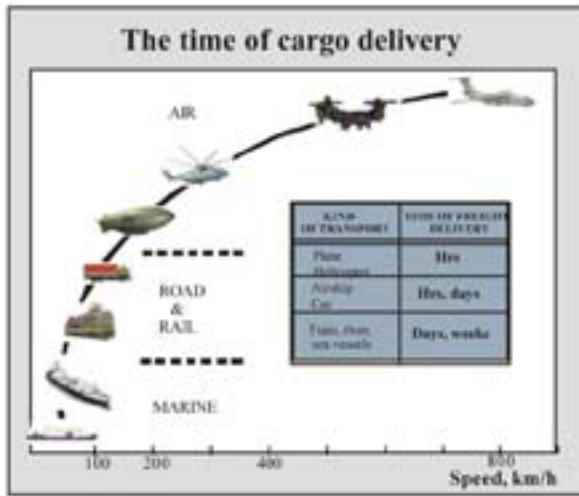 The time of cargo delivery
AIR
ROAD
&
RAIL
MARINE
KIND
OF TRANSPORT
TIME OF FREIGHT
DELIVERY
Plane
Helicopter
Hrs
Airship
Car
Hrs, days
Train, river,
sea vessels
Days, weeks
100 200 400 800
Speed, km/h